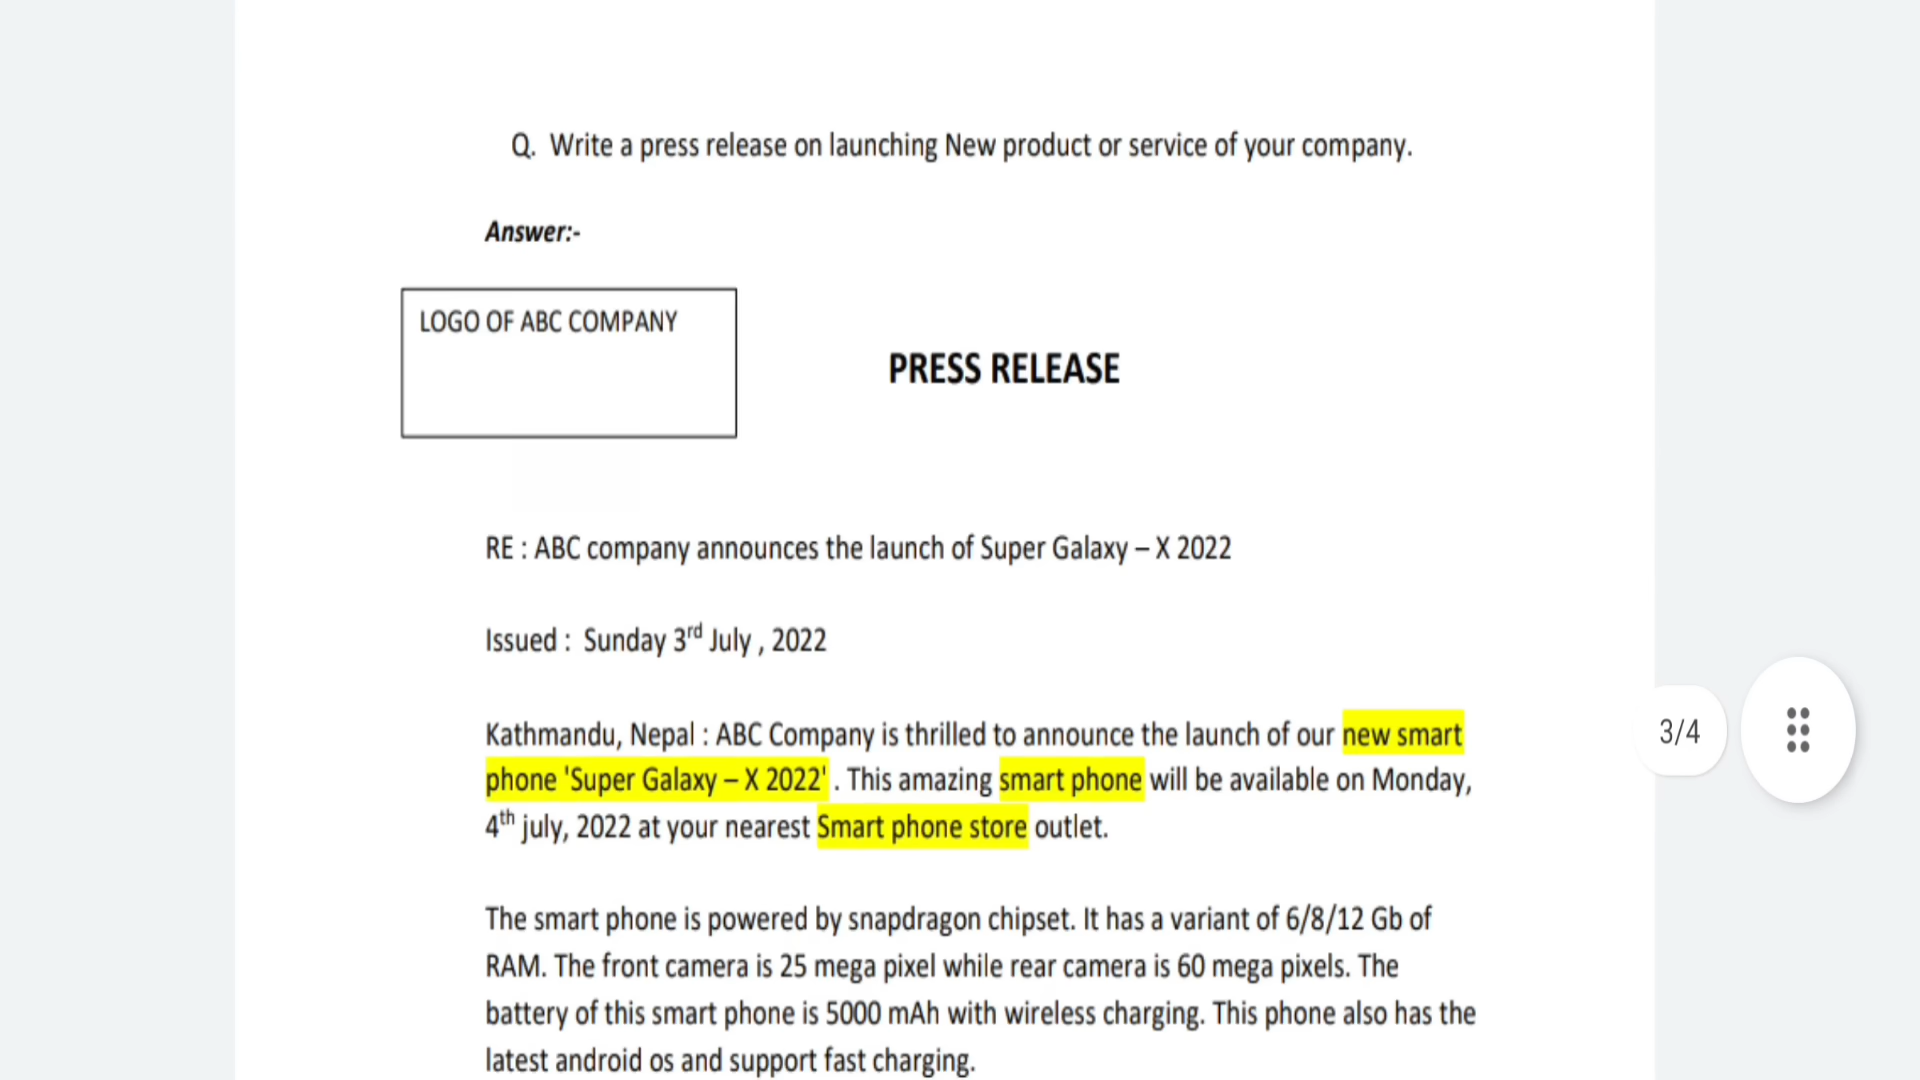 Q. Write a press release on launching New product or service of your company.
Answer:-
LOGO OF ABC COMPANY
PRESS RELEASE
RE : ABC company announces the launch of Super Galaxy – X 2022
Issued : Sunday 3rd July , 2022
Kathmandu, Nepal : ABC Company is thrilled to announce the launch of our new smart
phone 'Super Galaxy – X 2022' . This amazing smart phone will be available on Monday,
4th july, 2022 at your nearest Smart phone store outlet.
3/4
The smart phone is powered by snapdragon chipset. It has a variant of 6/8/12 Gb of
RAM. The front camera is 25 mega pixel while rear camera is 60 mega pixels. The
battery of this smart phone is 5000 mAh with wireless charging. This phone also has the
latest android os and support fast charging.